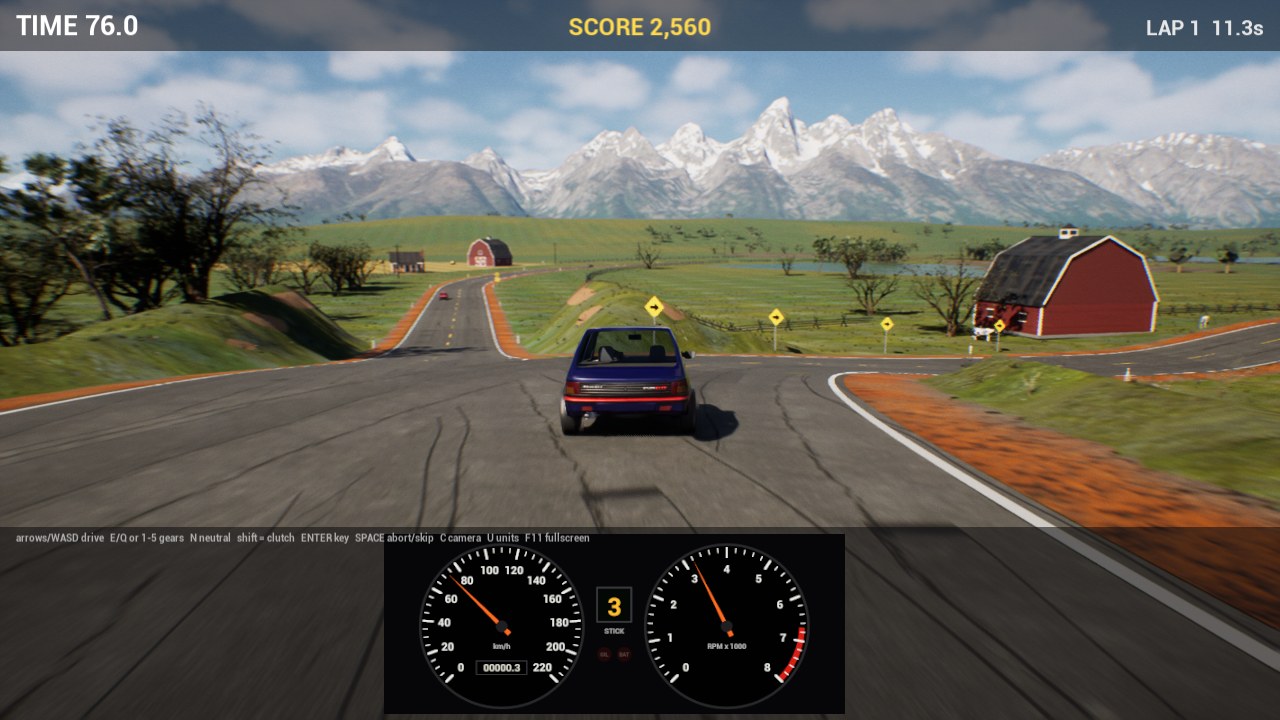 TIME 76.0
SCORE 2,560
LAP 1 11.3s
arrows/WASD drive E/Q or 1-5 gears N neutral shift = clutch ENTER key SPACE abort/skip C camera U units F11 fullscreen
0 20 40 60 80 100 120 140 160 180 200 220
km/h
00000.3
3
STICK
0 1 2 3 4 5 6 7 8
RPM x 1000